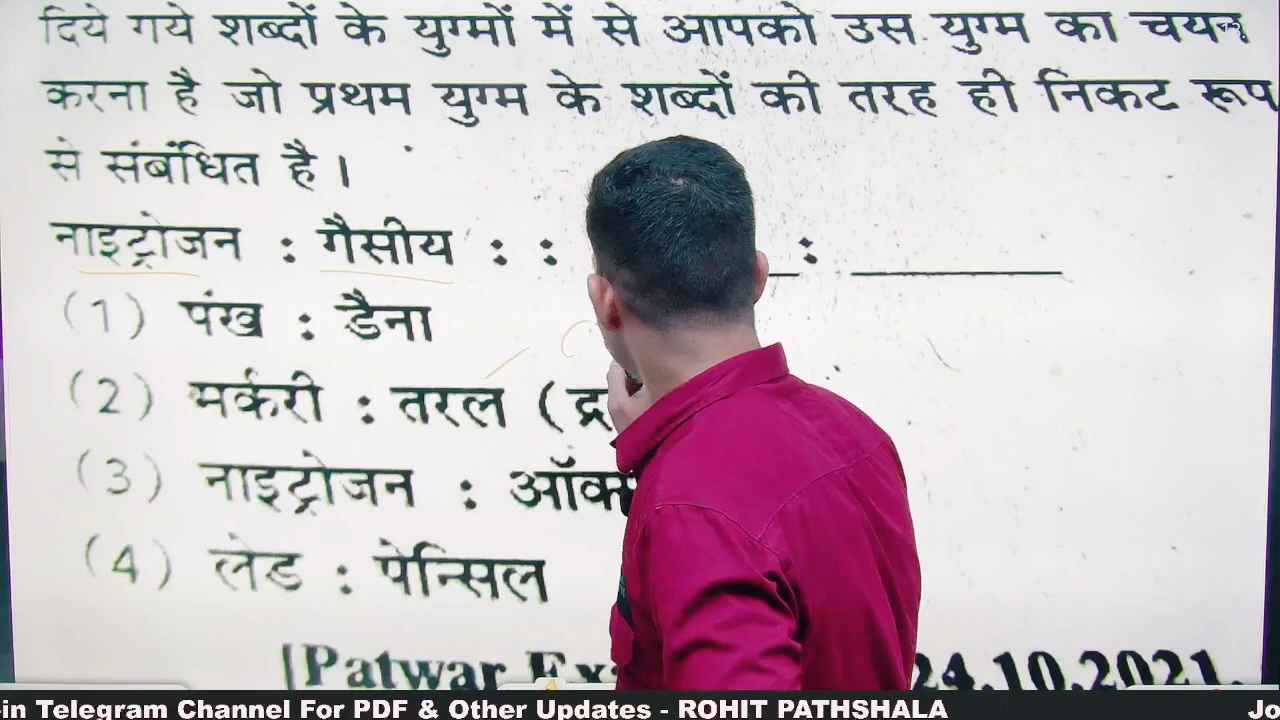 दिये गये शब्दों के युग्मों में से आपको उस युग्म का चयन
करना है जो प्रथम युग्म के शब्दों की तरह ही निकट रूप
से संबंधित है।
नाइट्रोजन : गैसीय : : :
(1) पंख : डैना
(2) मर्करी : तरल
(3) नाइट्रोजन :
(4) लेड : पेन्सिल
[Patwar 24.10.2021
in Telegram Channel For PDF & Other Updates - ROHIT PATHSHALA